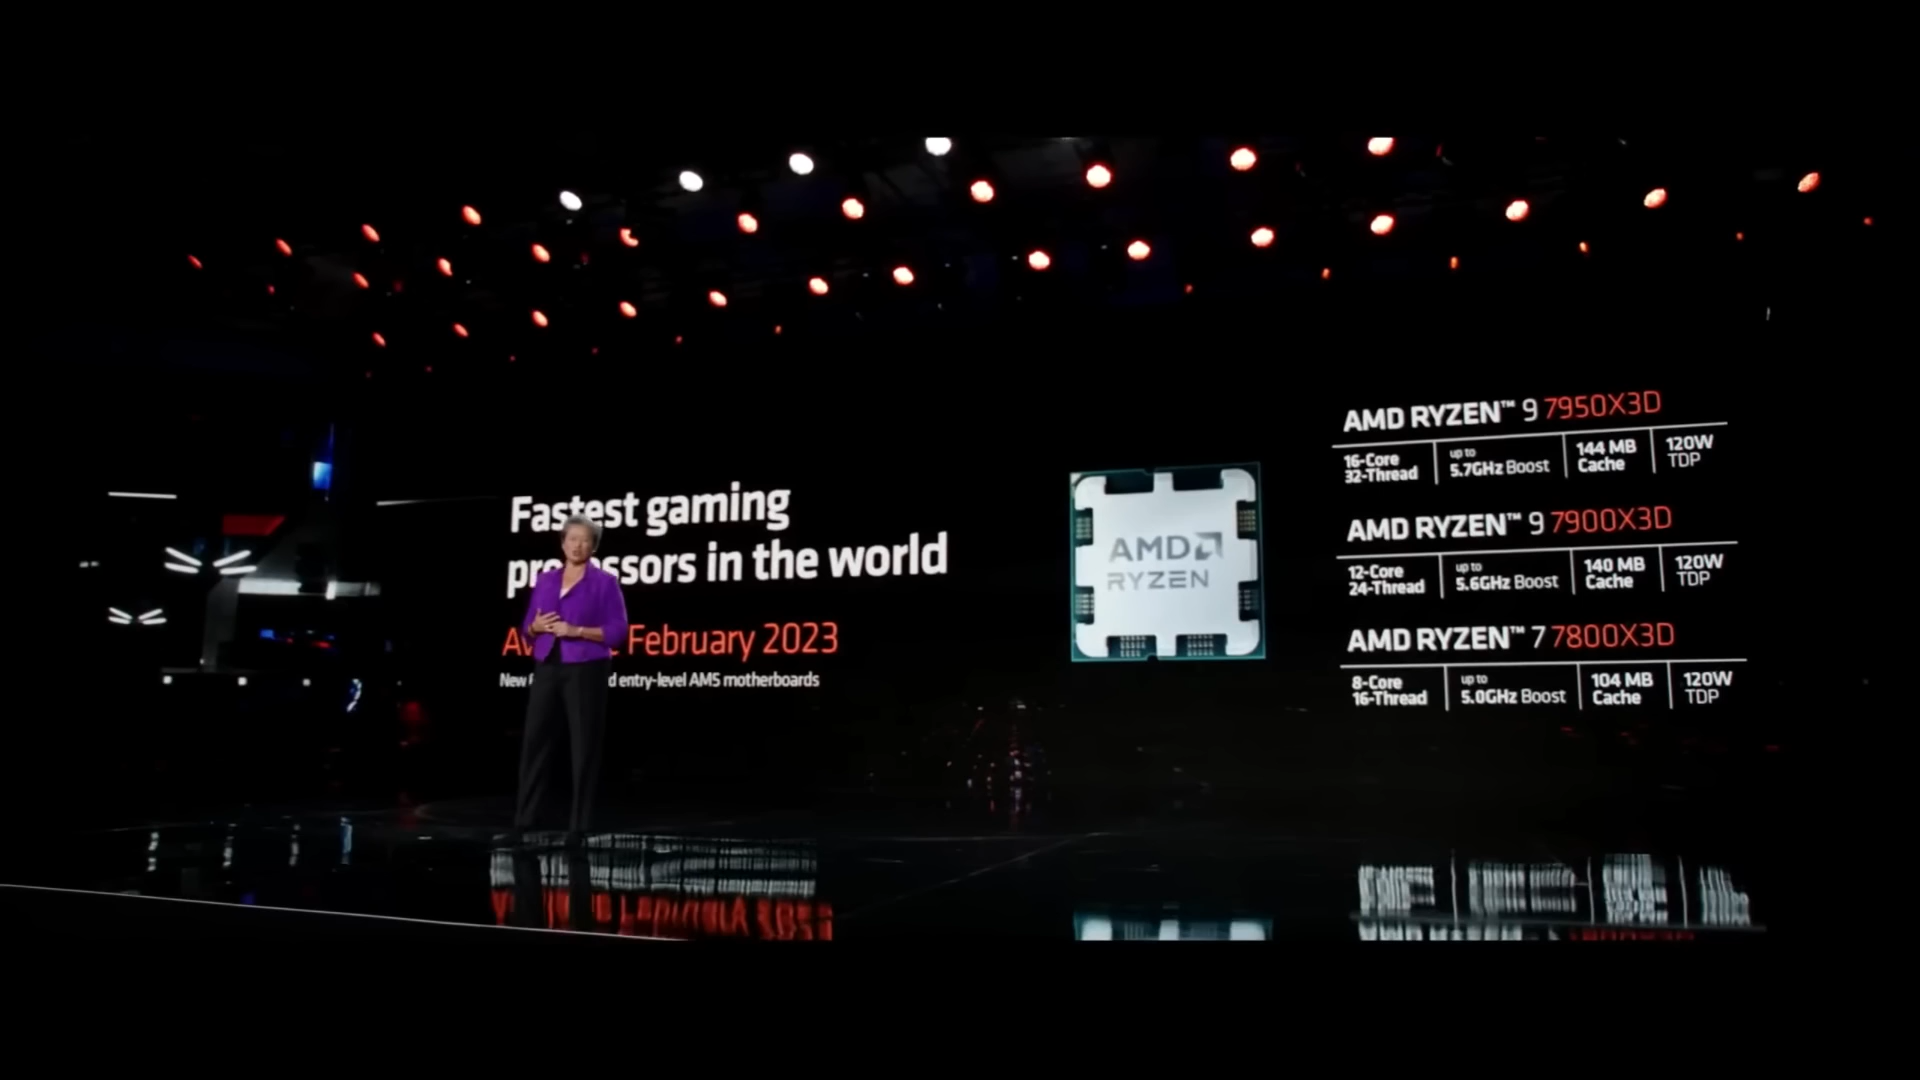 Fastest gaming
in the world
February 2023
New
entry-level AM5 motherboards
AMD
RYZEN
AMD RYZEN™ 9 7950X3D
16-Core
32-Thread
up to
5.7GHz Boost
144 MB
Cache
120W
TDP
AMD RYZEN™ 9 7900X3D
12-Core
24-Thread
up to
5.6GHz Boost
140 MB
Cache
120W
TDP
AMD RYZEN™ 7 7800X3D
8-Core
16-Thread
up to
5.0GHz Boost
104 MB
Cache
120W
TDP